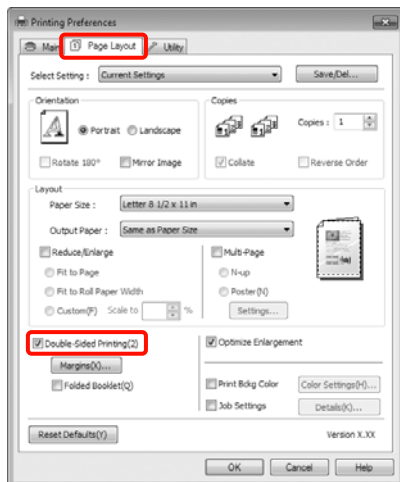 Printing Preferences
Main Page Layout Utility
Select Setting : Current Settings Save/Del...
Orientation Copies
Portrait Landscape Copies : 1
Rotate 180° Mirror Image Collate Reverse Order
Layout
Paper Size : Letter 8 1/2 x 11 in
Output Paper : Same as Paper Size
Reduce/Enlarge Multi-Page
Fit to Page N-up
Fit to Roll Paper Width Poster(N)
Custom(F) Scale to % Settings...
Double-Sided Printing(2) Optimize Enlargement
Margins(X)...
Folded Booklet(Q) Print Bckg Color Color Settings(H)...
Job Settings Details(K)...
Reset Defaults(Y) Version X.XX
OK Cancel Help